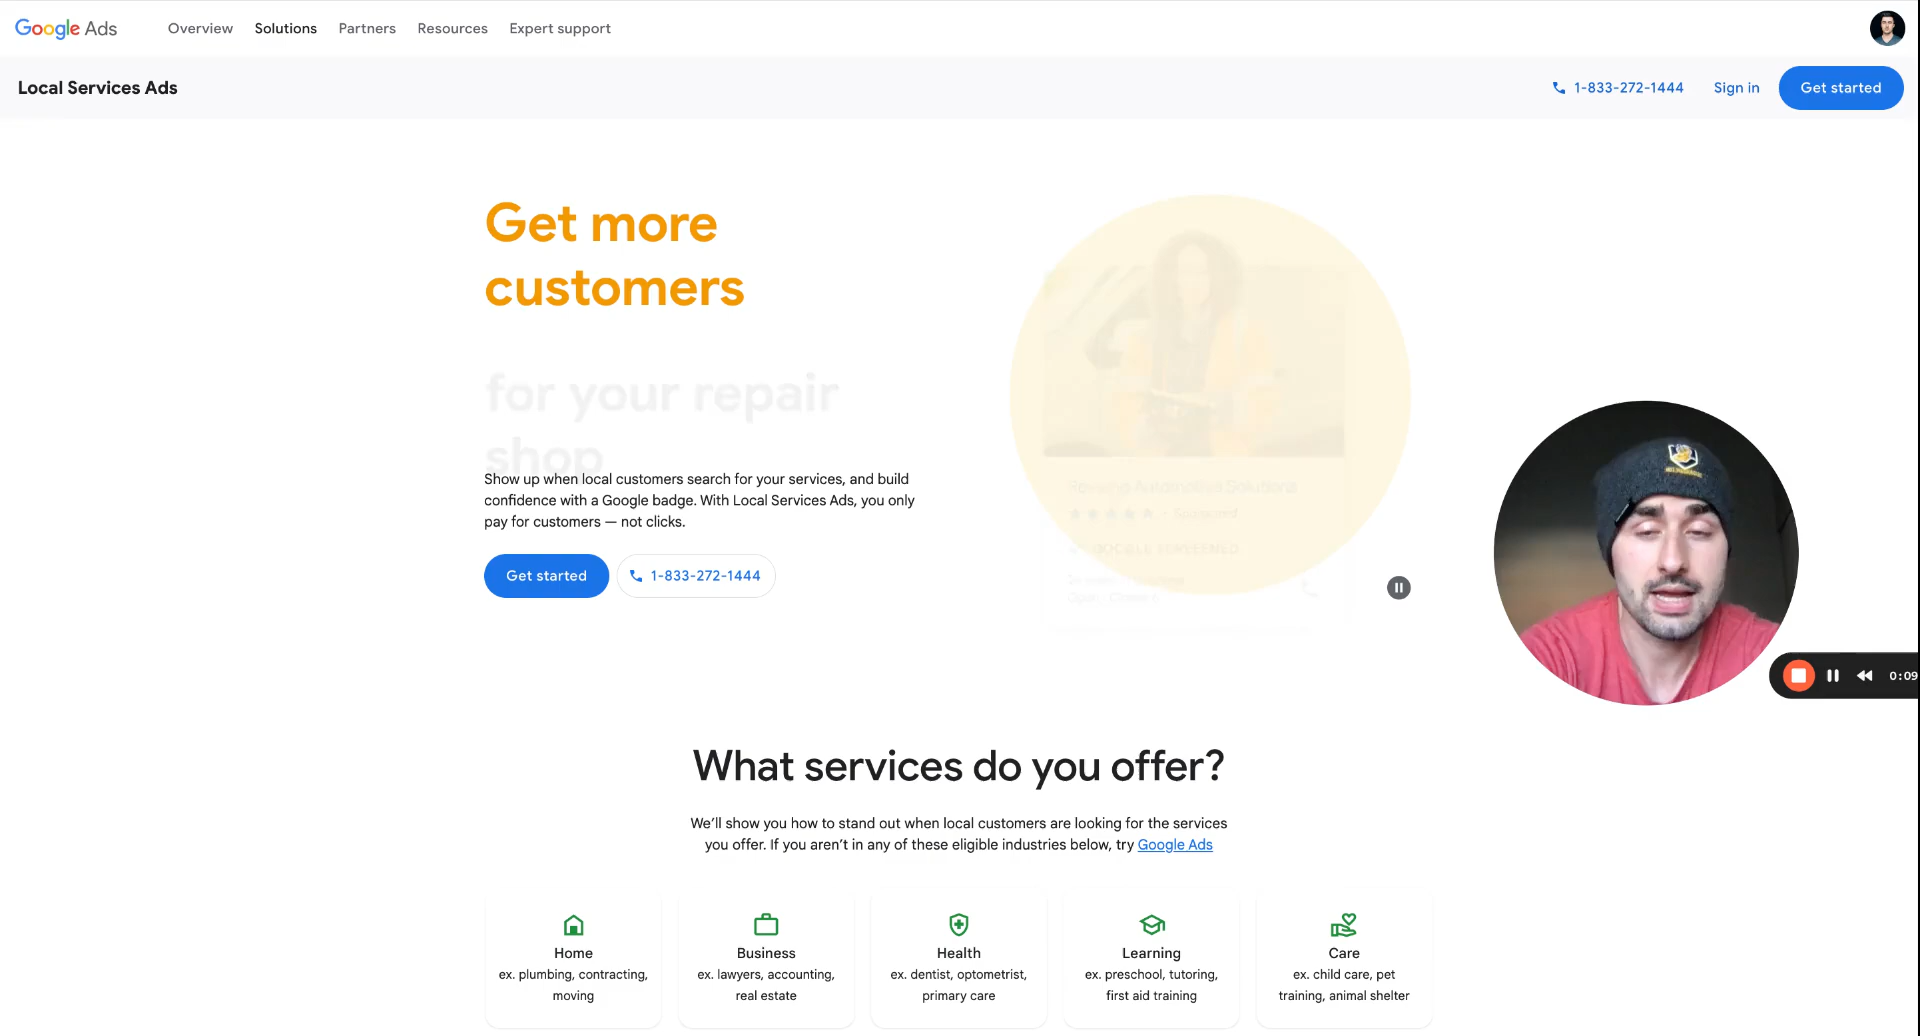 Google Ads
Overview
Solutions
Partners
Resources
Expert support
Local Services Ads
1-833-272-1444
Sign in
Get started
Get more
customers
for your repair
shop
Show up when local customers search for your services, and build
confidence with a Google badge. With Local Services Ads, you only
pay for customers — not clicks.
Get started
1-833-272-1444
Automotive Solutions
Sponsored
GOOGLE SCREENED
0:09
What services do you offer?
We’ll show you how to stand out when local customers are looking for the services
you offer. If you aren’t in any of these eligible industries below, try Google Ads
Home
ex. plumbing, contracting,
moving
Business
ex. lawyers, accounting,
real estate
Health
ex. dentist, optometrist,
primary care
Learning
ex. preschool, tutoring,
first aid training
Care
ex. child care, pet
training, animal shelter